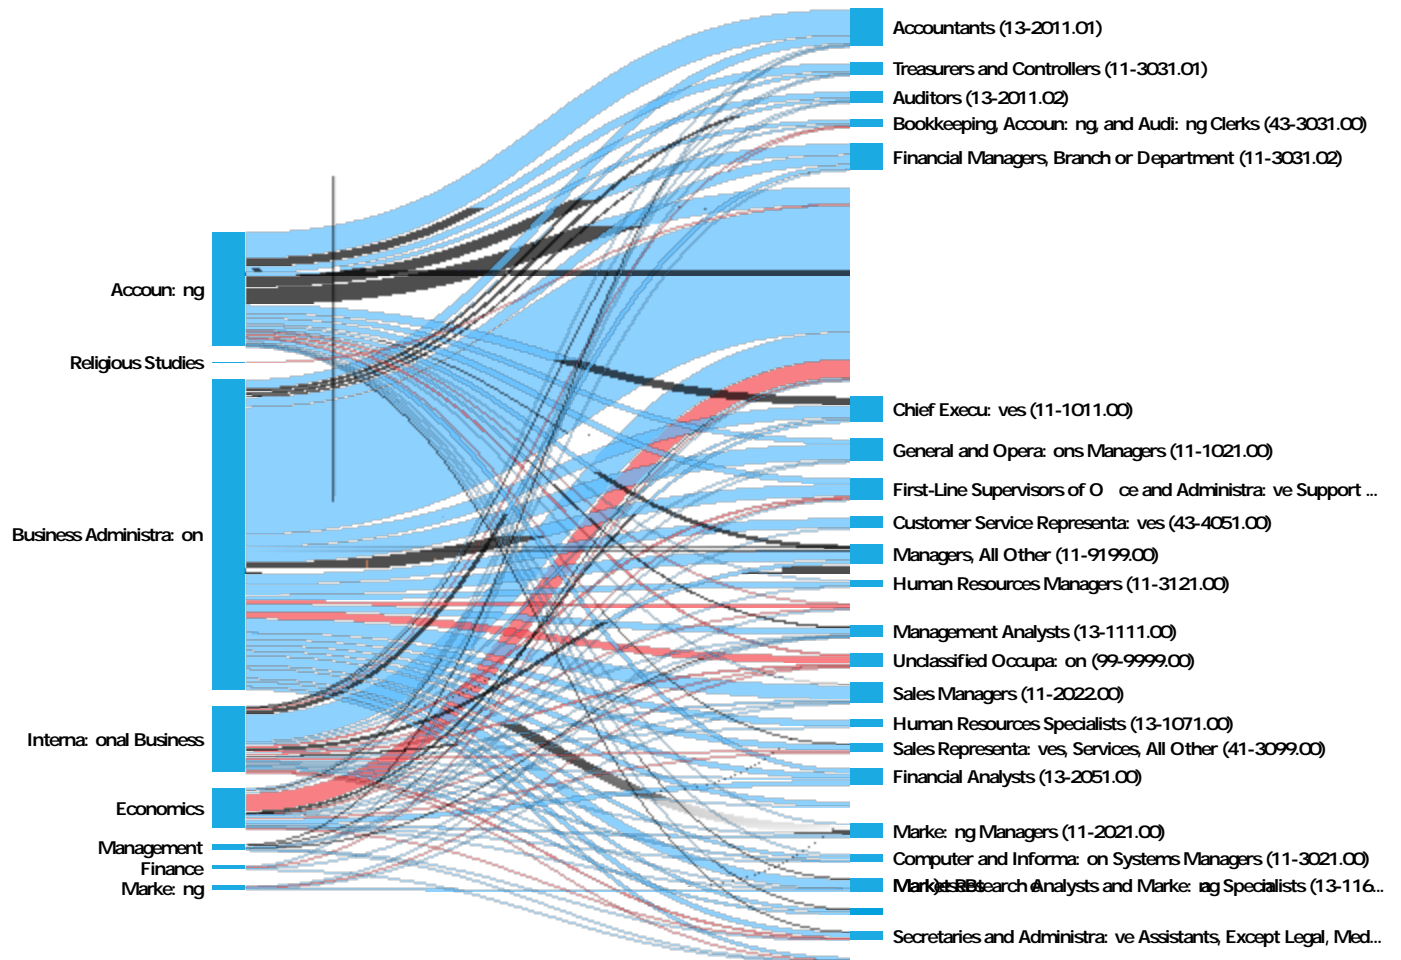 Accountants (13-2011.01)
Treasurers and Controllers (11-3031.01)
Auditors (13-2011.02)
Bookkeeping, Accoun: ng, and Audi: ng Clerks (43-3031.00)
Financial Managers, Branch or Department (11-3031.02)
Accoun: ng
Religious Studies
Chief Execu: ves (11-1011.00)
General and Opera: ons Managers (11-1021.00)
First-Line Supervisors of O ce and Administra: ve Support ...
Customer Service Representa: ves (43-4051.00)
Business Administra: on
Managers, All Other (11-9199.00)
Human Resources Managers (11-3121.00)
Management Analysts (13-1111.00)
Unclassified Occupa: on (99-9999.00)
Sales Managers (11-2022.00)
Human Resources Specialists (13-1071.00)
Interna: onal Business
Sales Representa: ves, Services, All Other (41-3099.00)
Financial Analysts (13-2051.00)
Economics
Marke: ng Managers (11-2021.00)
Management
Computer and Informa: on Systems Managers (11-3021.00)
Finance
Marke: ng
Analysts and Marke: ng Specialists (13-116...
Secretaries and Administra: ve Assistants, Except Legal, Med...